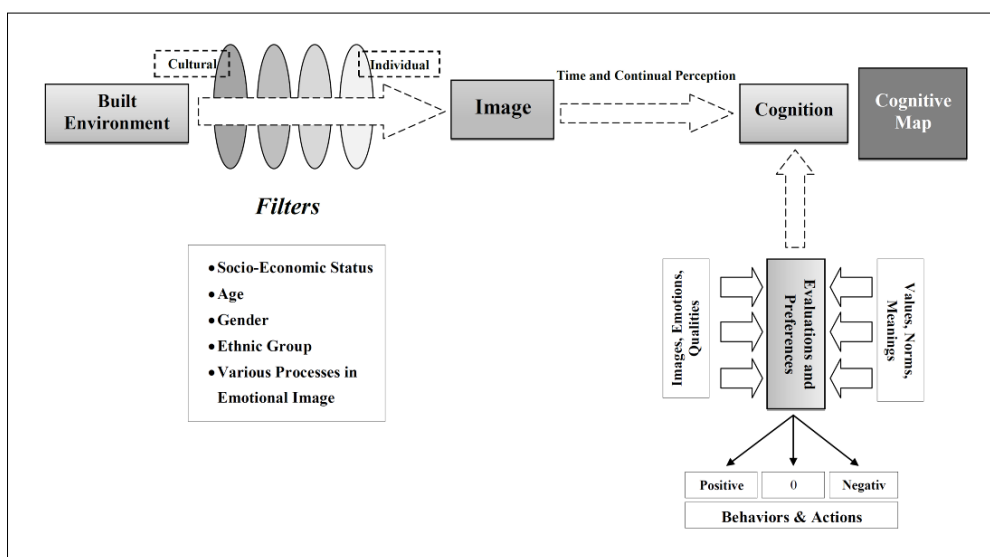 Cultural
Individual
Built
Environment
Image
Time and Continual Perception
Cognition
Cognitive
Map
Filters
• Socio-Economic Status
• Age
• Gender
• Ethnic Group
• Various Processes in
Emotional Image
Images, Emotions,
Qualities
Evaluations and
Preferences
Values, Norms,
Meanings
Positive
0
Negativ
Behaviors & Actions